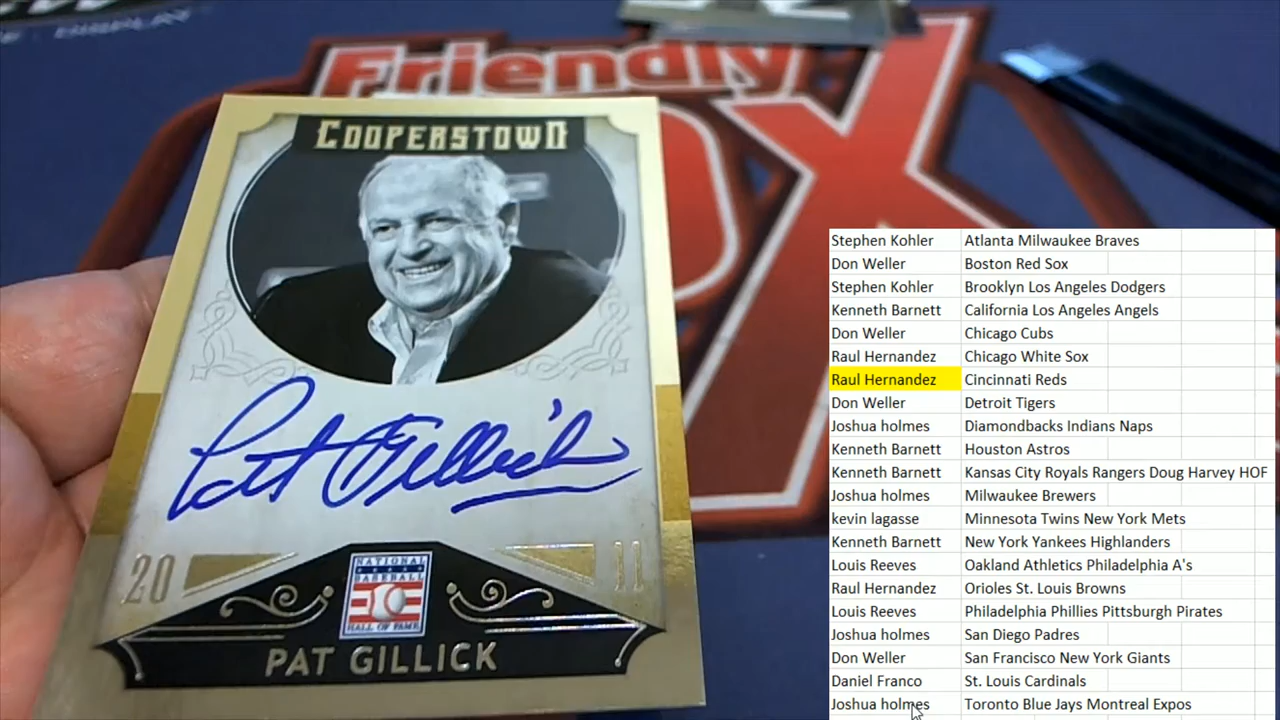 DISPLAY
Friendly
COOPERSTOWN
Pat Gillick
20 11
NATIONAL
BASEBALL
HALL OF FAME
PAT GILLICK
Stephen Kohler Atlanta Milwaukee Braves
Don Weller Boston Red Sox
Stephen Kohler Brooklyn Los Angeles Dodgers
Kenneth Barnett California Los Angeles Angels
Don Weller Chicago Cubs
Raul Hernandez Chicago White Sox
Raul Hernandez Cincinnati Reds
Don Weller Detroit Tigers
Joshua holmes Diamondbacks Indians Naps
Kenneth Barnett Houston Astros
Kenneth Barnett Kansas City Royals Rangers Doug Harvey HOF
Joshua holmes Milwaukee Brewers
kevin lagasse Minnesota Twins New York Mets
Kenneth Barnett New York Yankees Highlanders
Louis Reeves Oakland Athletics Philadelphia A's
Raul Hernandez Orioles St. Louis Browns
Louis Reeves Philadelphia Phillies Pittsburgh Pirates
Joshua holmes San Diego Padres
Don Weller San Francisco New York Giants
Daniel Franco St. Louis Cardinals
Joshua holmes Toronto Blue Jays Montreal Expos